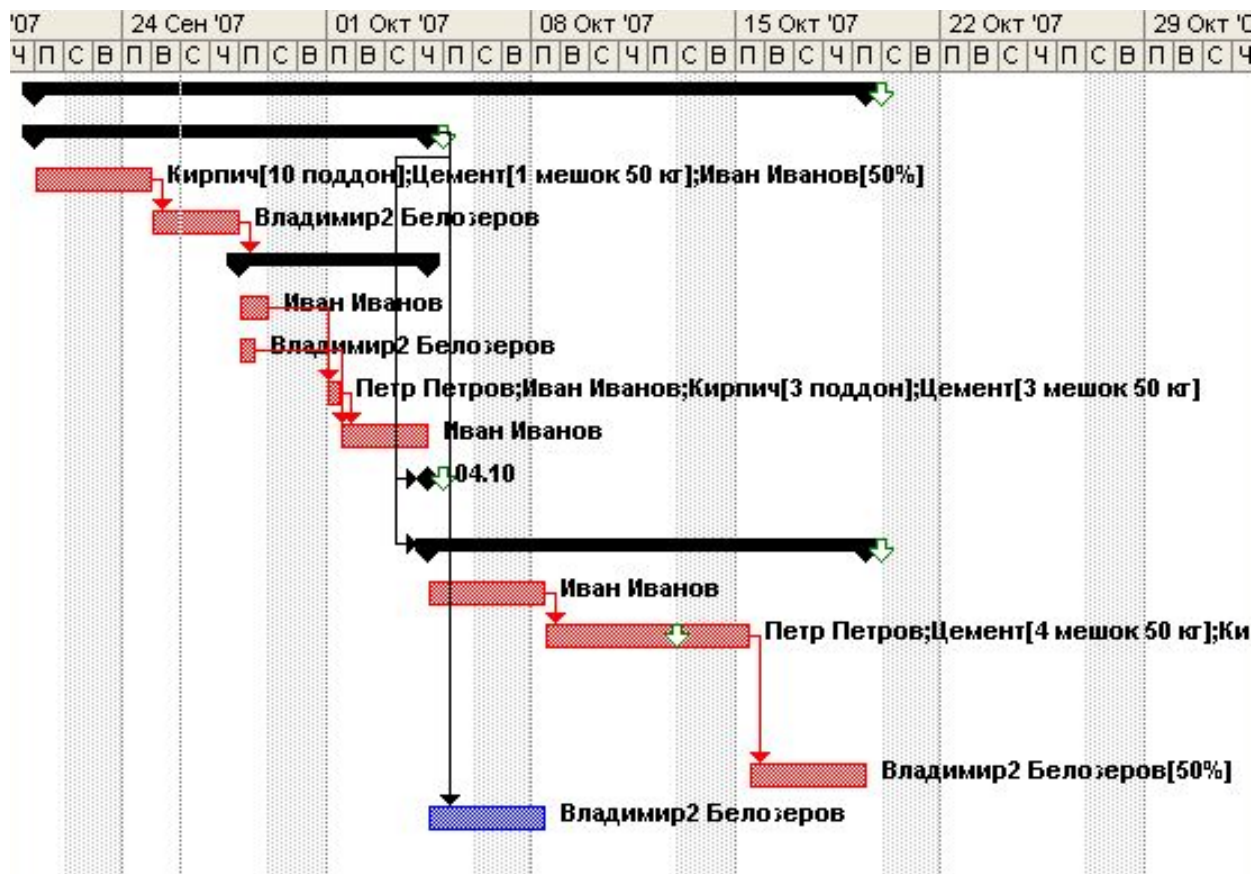 '07 24 Сен '07 01 Окт '07 08 Окт '07 15 Окт '07 22 Окт '07 29 Окт '0
Ч П С В П В С Ч П С В П В С Ч П С В П В С Ч П С В П В С Ч П С В П В С Ч П С В П В С Ч
Кирпич[10 поддон];Цемент[1 мешок 50 кг];Иван Иванов[50%]
Владимир2 Белозеров
Иван Иванов
Владимир2 Белозеров
Петр Петров;Иван Иванов;Кирпич[3 поддон];Цемент[3 мешок 50 кг]
Иван Иванов
04.10
Иван Иванов
Петр Петров;Цемент[4 мешок 50 кг];Ки
Владимир2 Белозеров[50%]
Владимир2 Белозеров